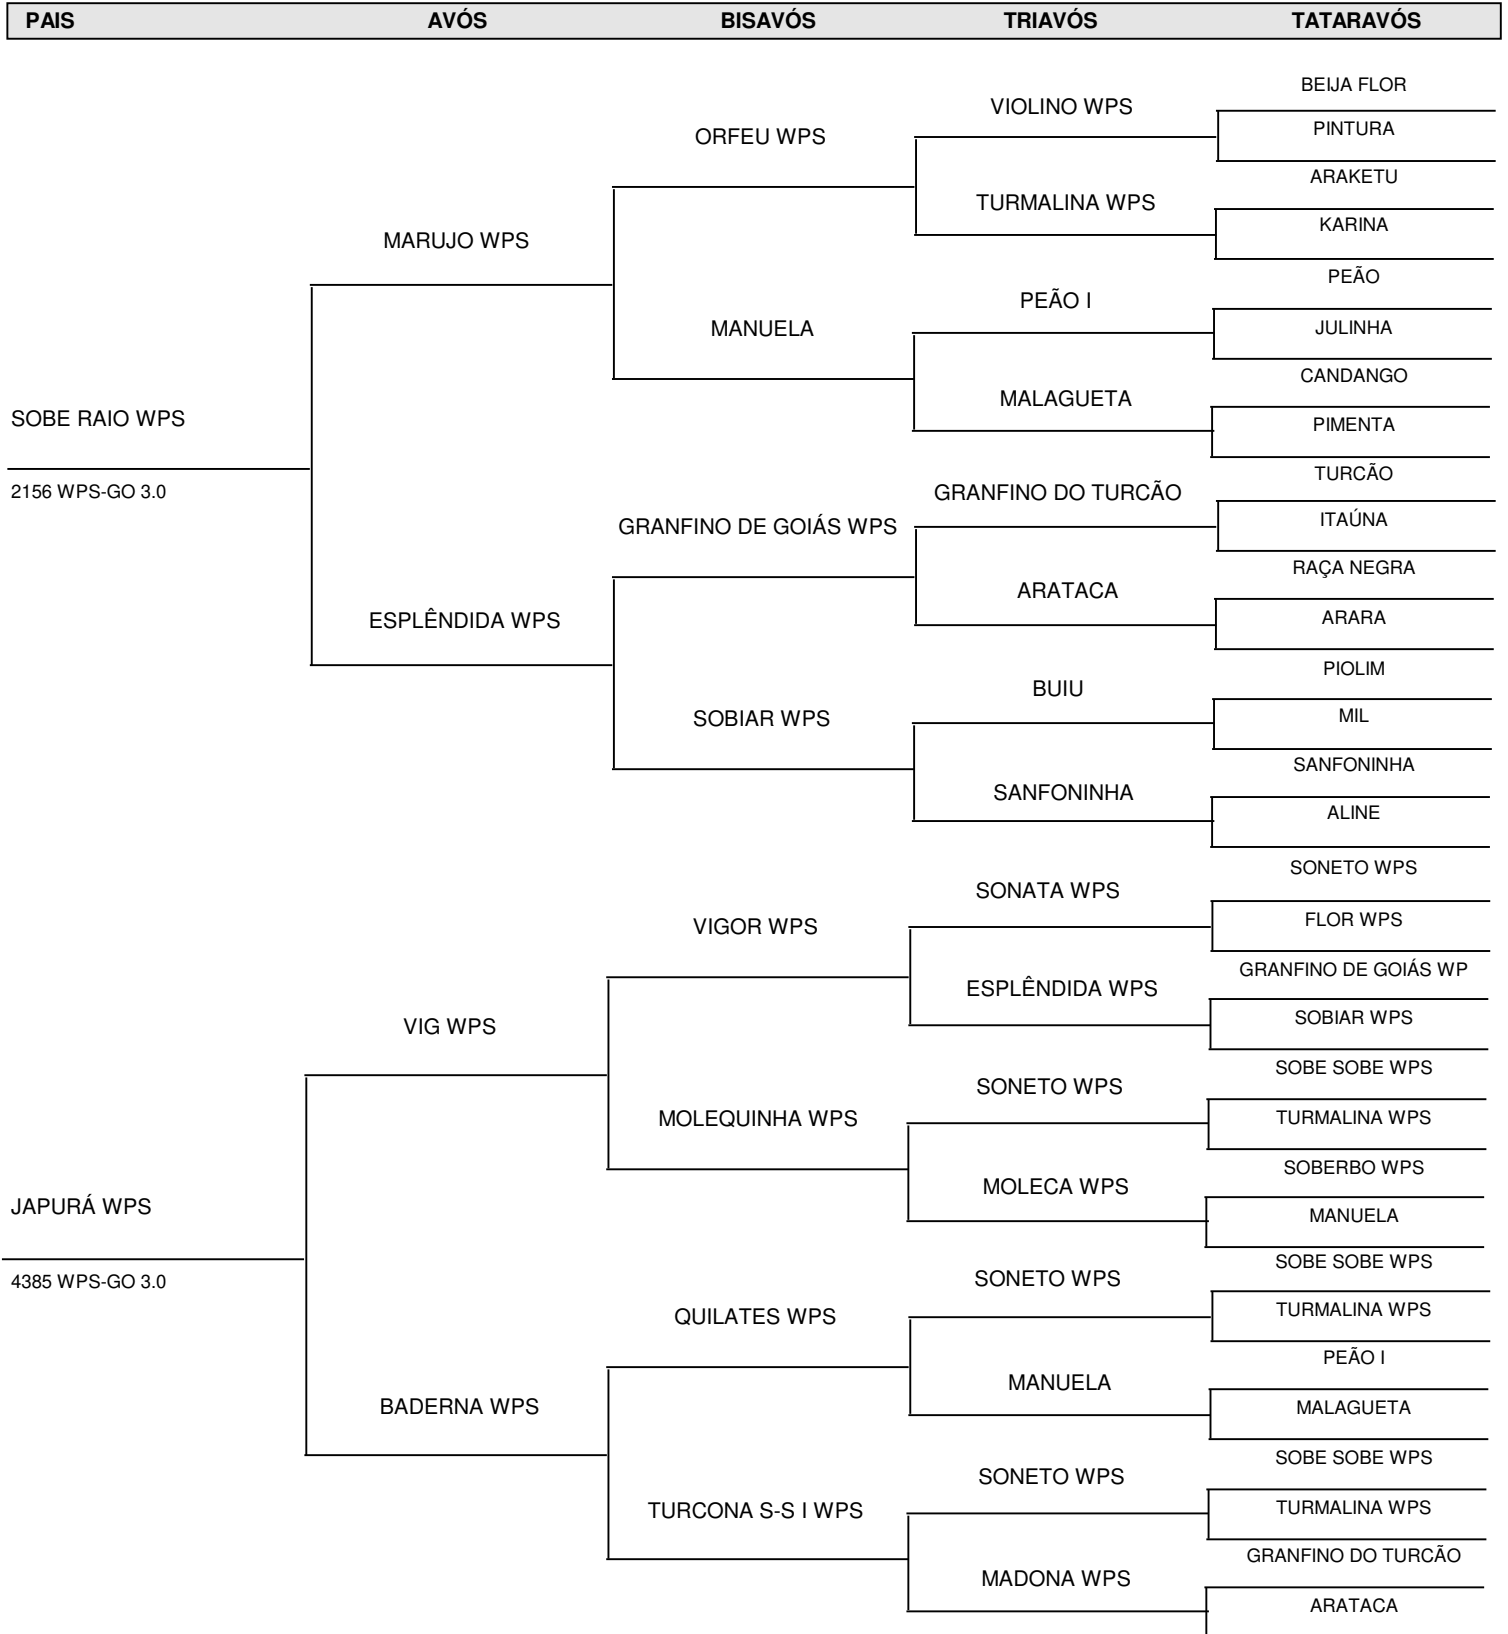 PAIS AVÓS BISAVÓS TRIAVÓS TATARAVÓS
BEIJA FLOR
VIOLINO WPS
PINTURA
ORFEU WPS
ARAKETU
TURMALINA WPS
KARINA
MARUJO WPS
PEÃO
PEÃO I
JULINHA
MANUELA
CANDANGO
MALAGUETA
PIMENTA
SOBE RAIO WPS
2156 WPS-GO 3.0
TURCÃO
GRANFINO DO TURCÃO
ITAÚNA
GRANFINO DE GOIÁS WPS
RAÇA NEGRA
ARATACA
ARARA
ESPLÊNDIDA WPS
PIOLIM
BUIU
MIL
SOBIAR WPS
SANFONINHA
SANFONINHA
ALINE
SONETO WPS
SONATA WPS
FLOR WPS
VIGOR WPS
GRANFINO DE GOIÁS WP
ESPLÊNDIDA WPS
SOBIAR WPS
VIG WPS
SOBE SOBE WPS
SONETO WPS
TURMALINA WPS
MOLEQUINHA WPS
SOBERBO WPS
MOLECA WPS
MANUELA
JAPURÁ WPS
4385 WPS-GO 3.0
SOBE SOBE WPS
SONETO WPS
TURMALINA WPS
QUILATES WPS
PEÃO I
MANUELA
MALAGUETA
BADERNA WPS
SOBE SOBE WPS
SONETO WPS
TURMALINA WPS
TURCONA S-S I WPS
GRANFINO DO TURCÃO
MADONA WPS
ARATACA